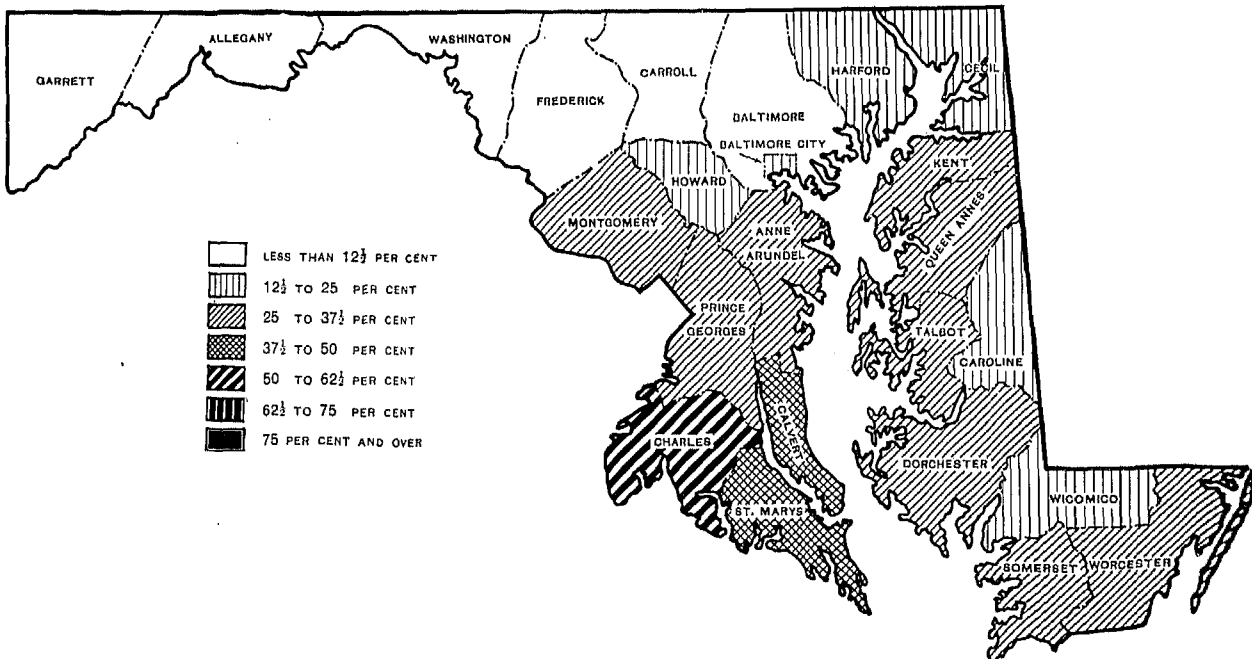 GARRETT
ALLEGANY
WASHINGTON
FREDERICK
CARROLL
BALTIMORE
BALTIMORE CITY
HARFORD
CECIL
HOWARD
MONTGOMERY
ANNE
ARUNDEL
PRINCE
GEORGES
KENT
QUEEN ANNES
TALBOT
CAROLINE
CHARLES
CALVERT
ST. MARYS
DORCHESTER
WICOMICO
SOMERSET
WORCESTER
LESS THAN 12½ PER CENT
12½ TO 25 PER CENT
25 TO 37½ PER CENT
37½ TO 50 PER CENT
50 TO 62½ PER CENT
62½ TO 75 PER CENT
75 PER CENT AND OVER